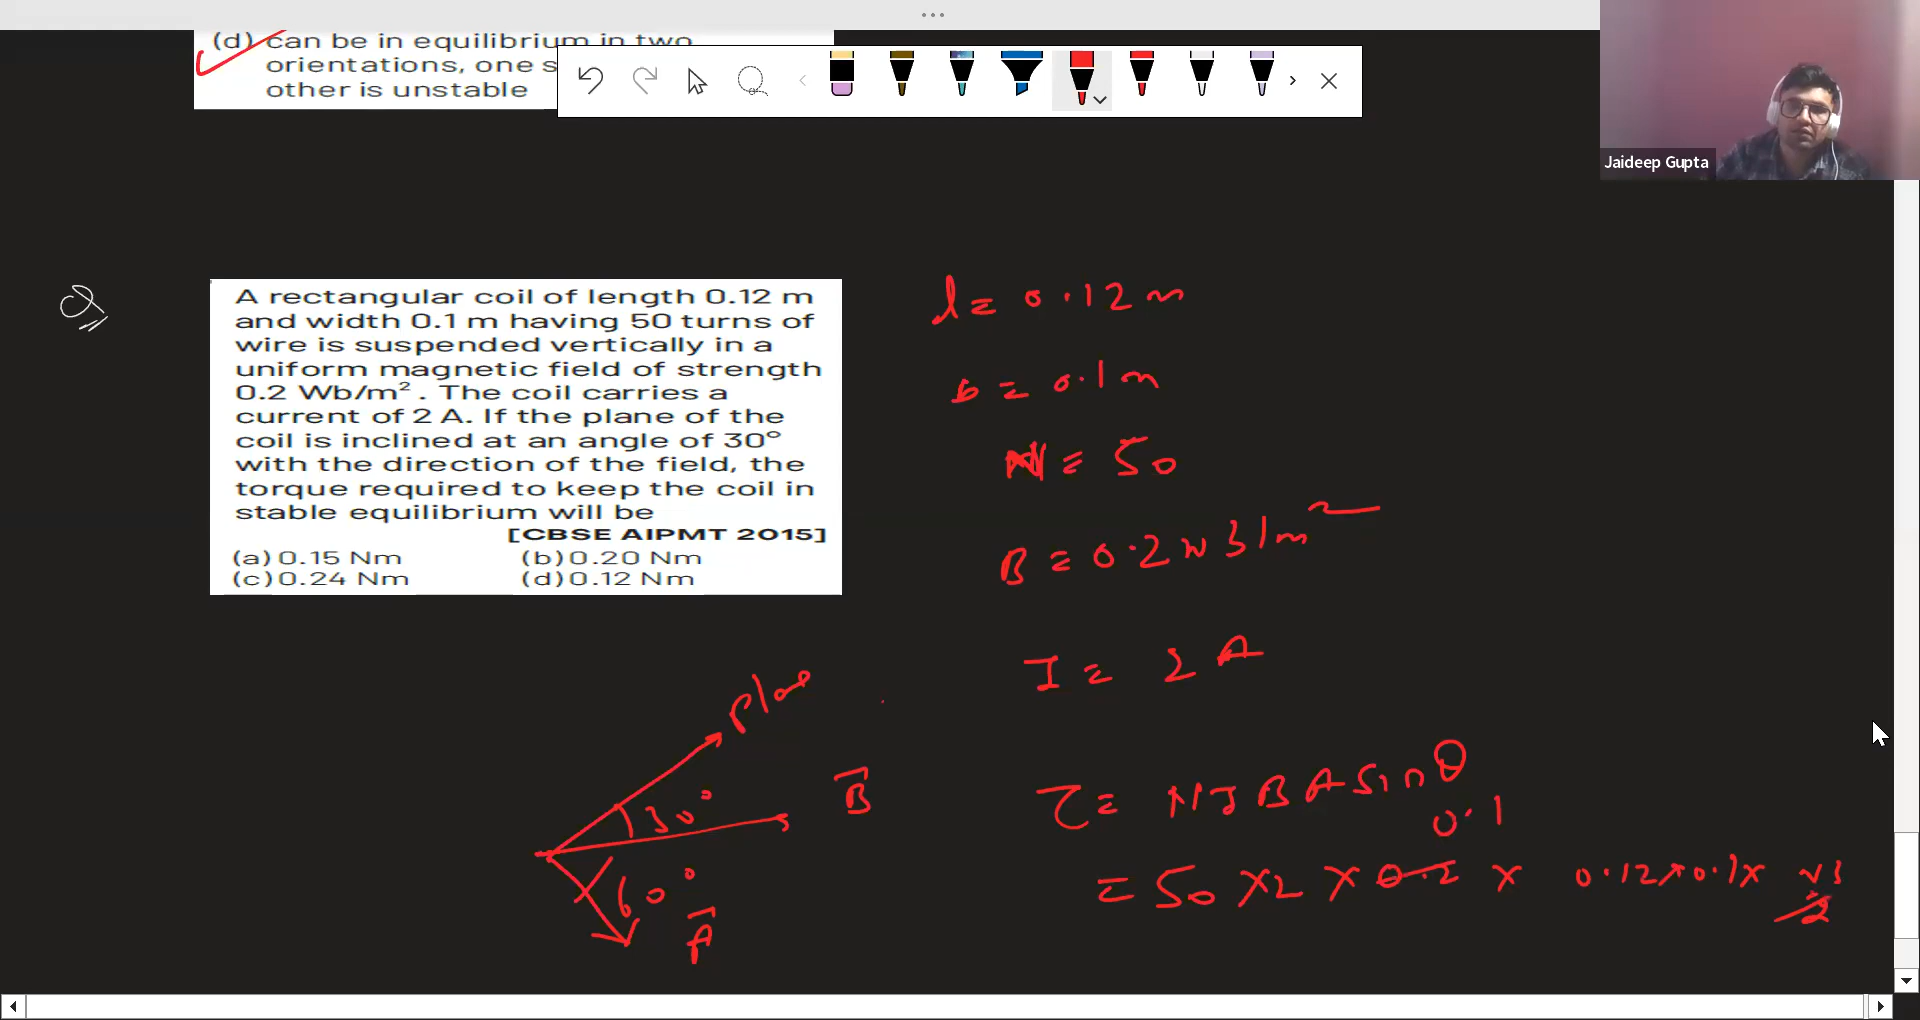 (d) can be in equilibrium in two
orientations, one s
other is unstable
Jaideep Gupta
Q
A rectangular coil of length 0.12 m
and width 0.1 m having 50 turns of
wire is suspended vertically in a
uniform magnetic field of strength
0.2 Wb/m² . The coil carries a
current of 2 A. If the plane of the
coil is inclined at an angle of 30°
with the direction of the field, the
torque required to keep the coil in
stable equilibrium will be
[CBSE AIPMT 2015]
(a) 0.15 Nm (b) 0.20 Nm
(c) 0.24 Nm (d) 0.12 Nm
l = 0.12 m
b = 0.1 m
N = 50
B = 0.2 wb/m²
I = 2 A
plane
30°
B
60°
A
τ = NIBA sin θ
0.1
= 50 × 2 × 0.2 × 0.12 × 0.1 × √3/2